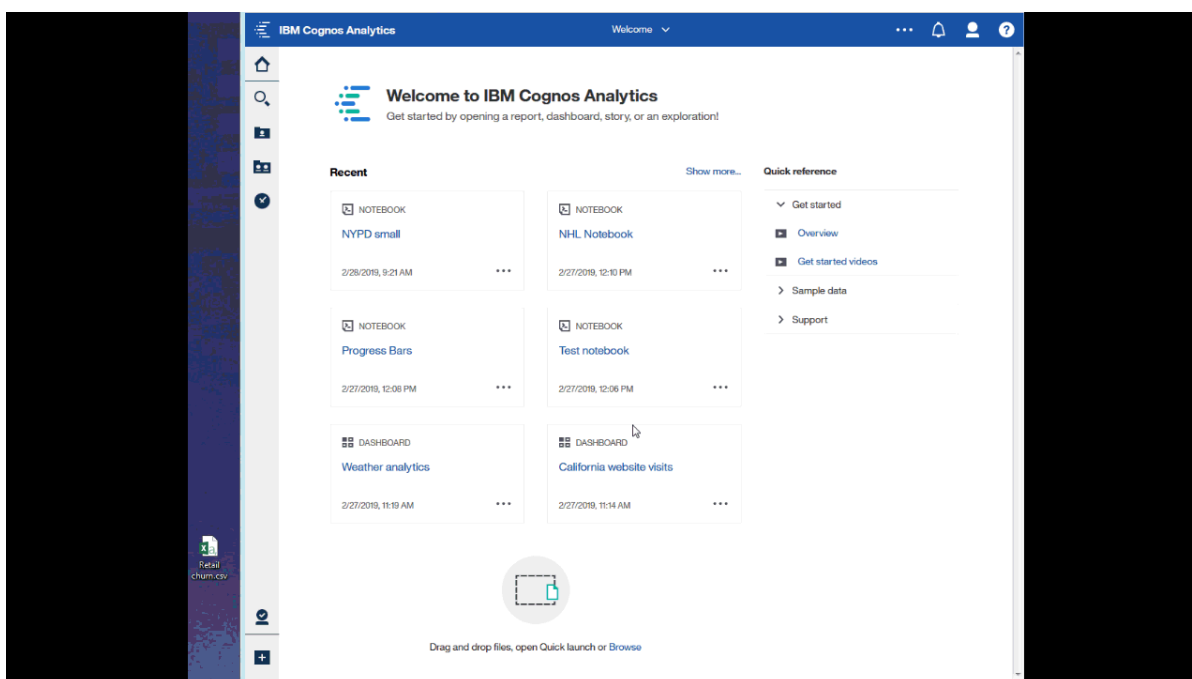 IBM Cognos Analytics
Welcome
Welcome to IBM Cognos Analytics
Get started by opening a report, dashboard, story, or an exploration!
Recent
Show more...
NOTEBOOK
NYPD small
2/28/2019, 9:21 AM
NOTEBOOK
NHL Notebook
2/27/2019, 12:10 PM
NOTEBOOK
Progress Bars
2/27/2019, 12:08 PM
NOTEBOOK
Test notebook
2/27/2019, 12:06 PM
DASHBOARD
Weather analytics
2/27/2019, 11:19 AM
DASHBOARD
California website visits
2/27/2019, 11:14 AM
Quick reference
Get started
Overview
Get started videos
Sample data
Support
Retail
churn.csv
Drag and drop files, open Quick launch or Browse